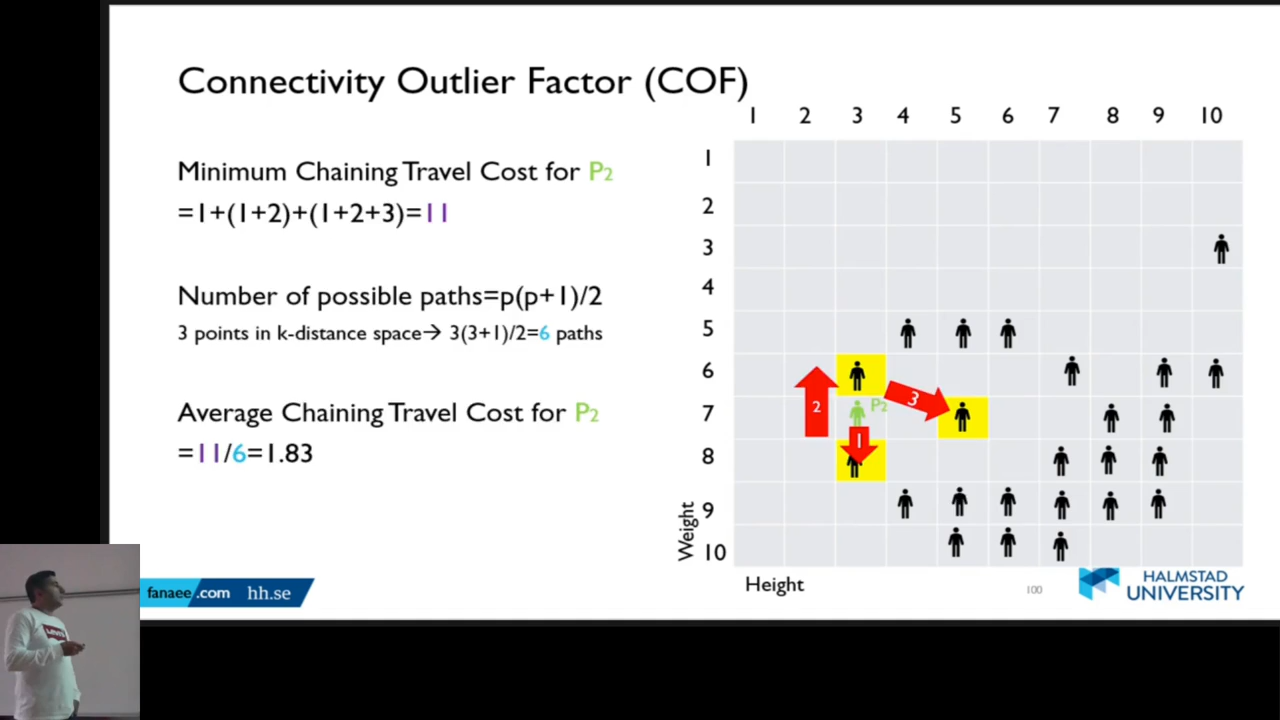 Connectivity Outlier Factor (COF)
1 2 3 4 5 6 7 8 9 10
Minimum Chaining Travel Cost for P2
=1+(1+2)+(1+2+3)=11
Number of possible paths=p(p+1)/2
3 points in k-distance space→ 3(3+1)/2=6 paths
Average Chaining Travel Cost for P2
=11/6=1.83
1
2
3
4
5
6
7
8
9
10
2
3
P2
1
Weight
Height
fanaee.com hh.se
100
HALMSTAD
UNIVERSITY